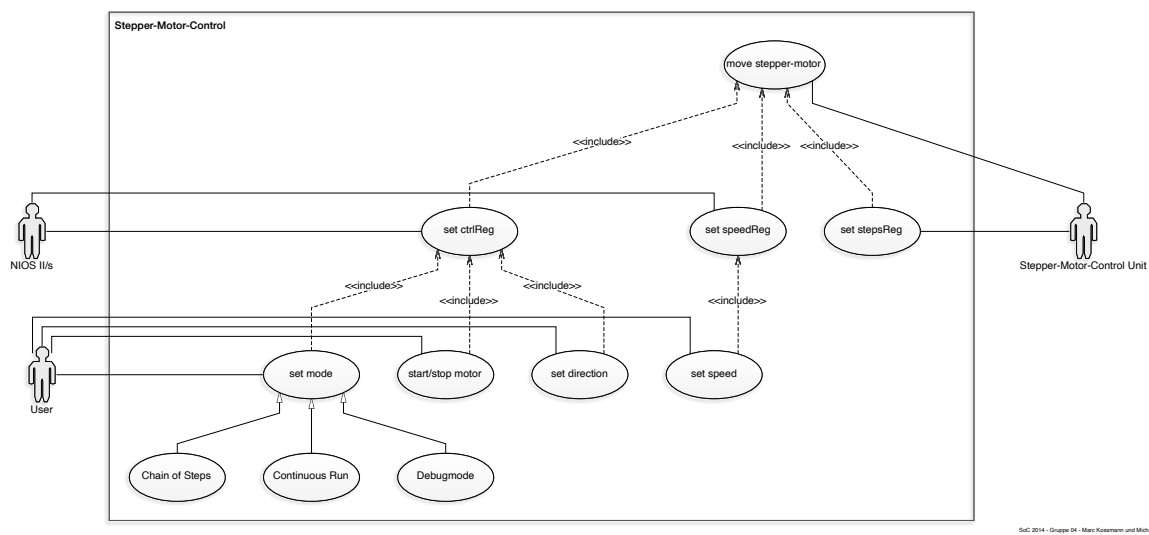 Stepper-Motor-Control
move stepper-motor
<<include>>
<<include>>
<<include>>
set ctrlReg
set speedReg
set stepsReg
NIOS II/s
Stepper-Motor-Control Unit
<<include>>
<<include>>
<<include>>
<<include>>
set mode
start/stop motor
set direction
set speed
User
Chain of Steps
Continuous Run
Debugmode
SoC 2014 - Gruppe 04 - Marc Kossmann und Mich